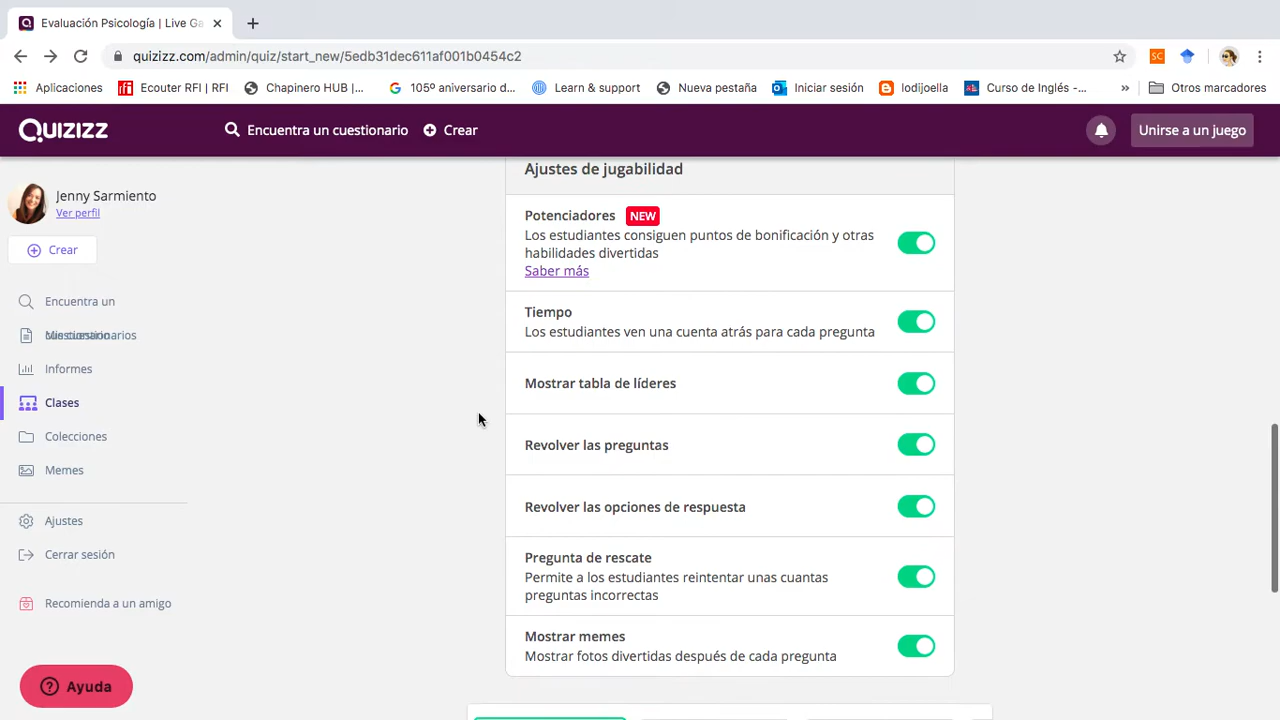 Evaluación Psicología | Live Ga
quizizz.com/admin/quiz/start_new/5edb31dec611af001b0454c2
SC
Aplicaciones
Ecouter RFI | RFI
Chapinero HUB |...
105º aniversario d...
Learn & support
Nueva pestaña
Iniciar sesión
lodijoella
Curso de Inglés -...
»
Otros marcadores
QUIZIZZ
Encuentra un cuestionario
Crear
Unirse a un juego
Jenny Sarmiento
Ver perfil
Crear
Encuentra un
cuestionario
Mis cuestionarios
Informes
Clases
Colecciones
Memes
Ajustes
Cerrar sesión
Recomienda a un amigo
Ayuda
Ajustes de jugabilidad
Potenciadores NEW
Los estudiantes consiguen puntos de bonificación y otras
habilidades divertidas
Saber más
Tiempo
Los estudiantes ven una cuenta atrás para cada pregunta
Mostrar tabla de líderes
Revolver las preguntas
Revolver las opciones de respuesta
Pregunta de rescate
Permite a los estudiantes reintentar unas cuantas
preguntas incorrectas
Mostrar memes
Mostrar fotos divertidas después de cada pregunta